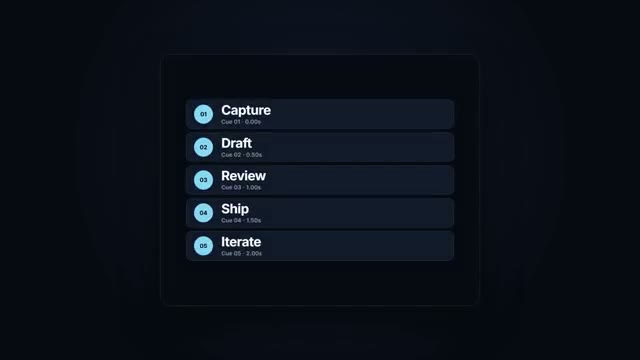 01
Capture
Cue 01 · 0.00s
02
Draft
Cue 02 · 0.50s
03
Review
Cue 03 · 1.00s
04
Ship
Cue 04 · 1.50s
05
Iterate
Cue 05 · 2.00s